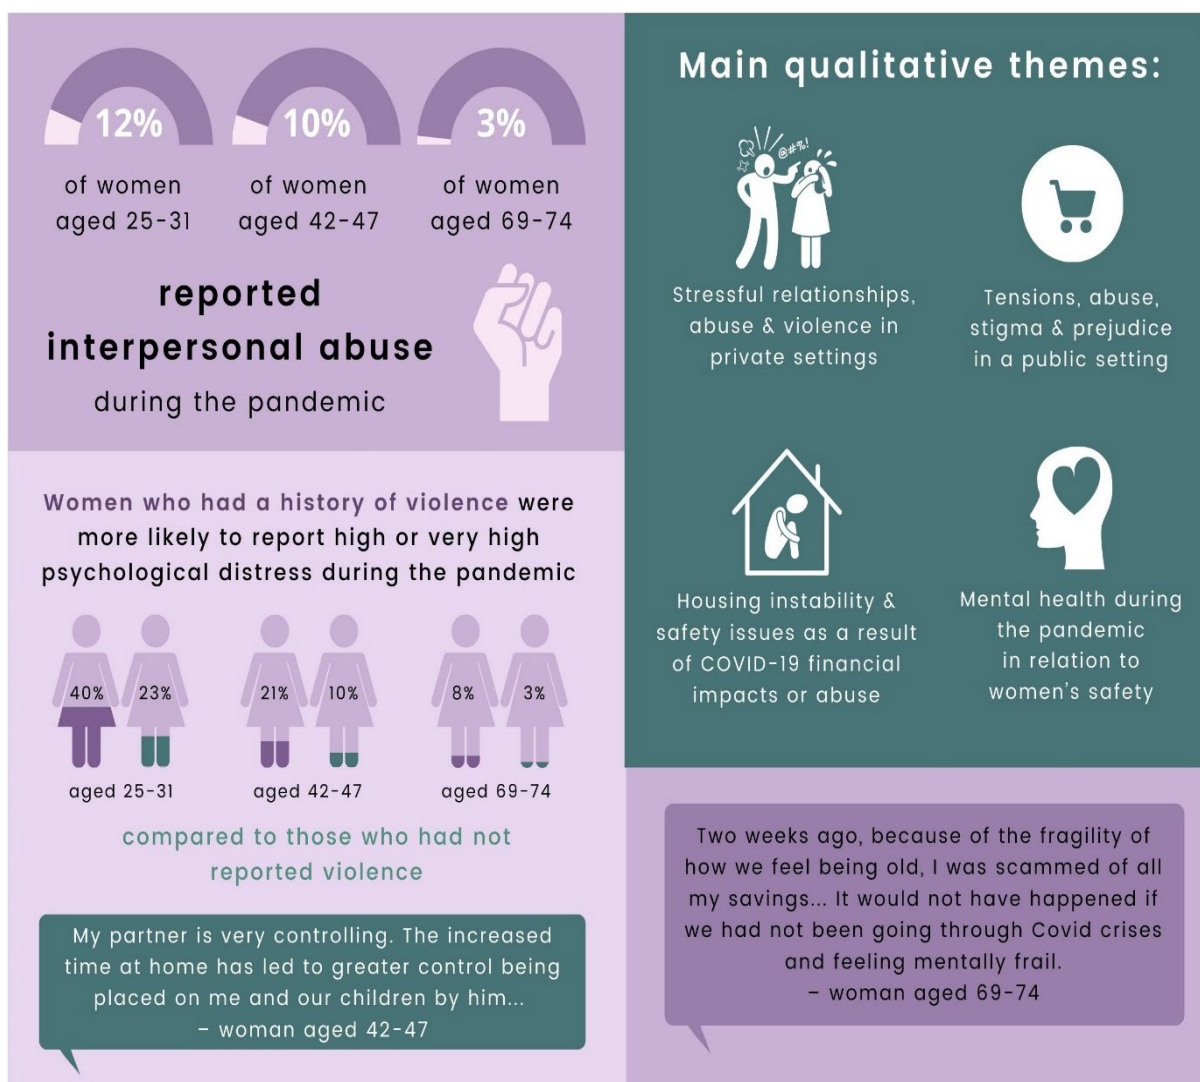 12%
10%
3%
of women
aged 25-31
of women
aged 42-47
of women
aged 69-74
reported
interpersonal abuse
during the pandemic
Women who had a history of violence were
more likely to report high or very high
psychological distress during the pandemic
40%
23%
21%
10%
8%
3%
aged 25-31
aged 42-47
aged 69-74
compared to those who had not
reported violence
My partner is very controlling. The increased
time at home has led to greater control being
placed on me and our children by him...
– woman aged 42-47
Main qualitative themes:
@#%!
Stressful relationships,
abuse & violence in
private settings
Tensions, abuse,
stigma & prejudice
in a public setting
Housing instability &
safety issues as a result
of COVID-19 financial
impacts or abuse
Mental health during
the pandemic
in relation to
women's safety
Two weeks ago, because of the fragility of
how we feel being old, I was scammed of all
my savings... It would not have happened if
we had not been going through Covid crises
and feeling mentally frail.
– woman aged 69-74